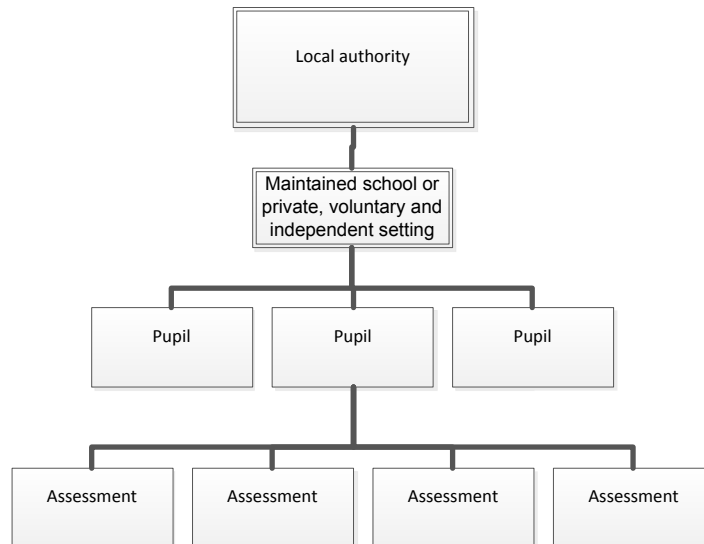 Local authority
Maintained school or
private, voluntary and
independent setting
Pupil
Pupil
Pupil
Assessment
Assessment
Assessment
Assessment